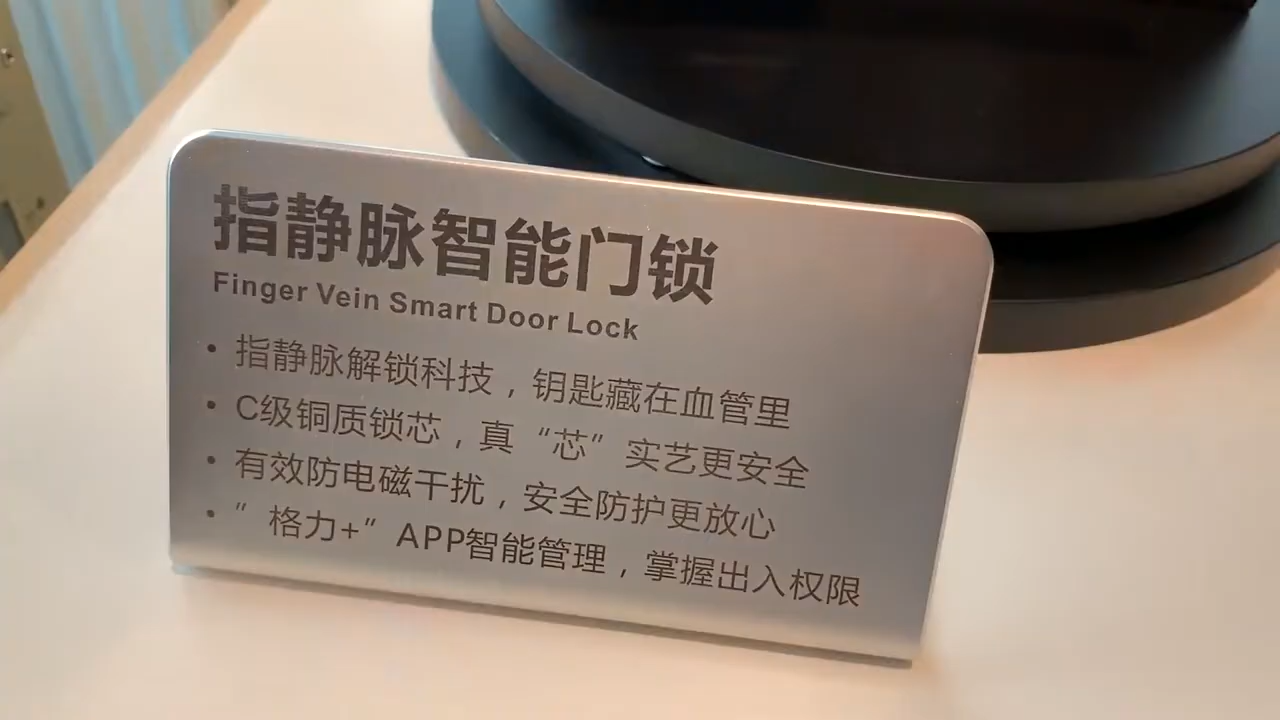 指静脉智能门锁
Finger Vein Smart Door Lock
• 指静脉解锁科技，钥匙藏在血管里
• C级铜质锁芯，真“芯”实艺更安全
• 有效防电磁干扰，安全防护更放心
• ”格力+”APP智能管理，掌握出入权限